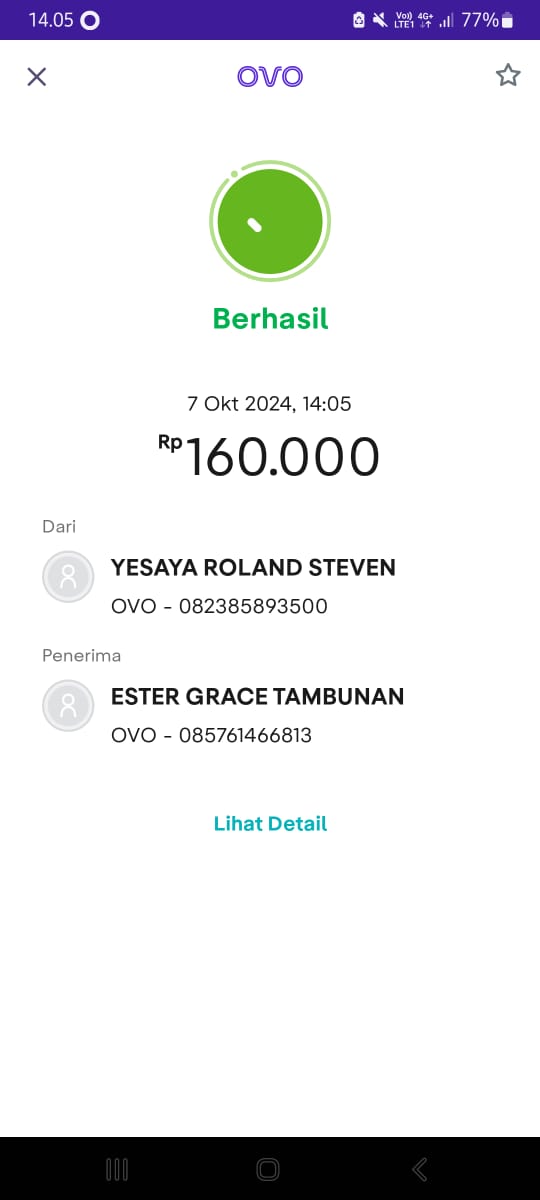 14.05
Vo)) 4G+ 77%
LTE1
OVO
Berhasil
7 Okt 2024, 14:05
Rp160.000
Dari
YESAYA ROLAND STEVEN
OVO - 082385893500
Penerima
ESTER GRACE TAMBUNAN
OVO - 085761466813
Lihat Detail